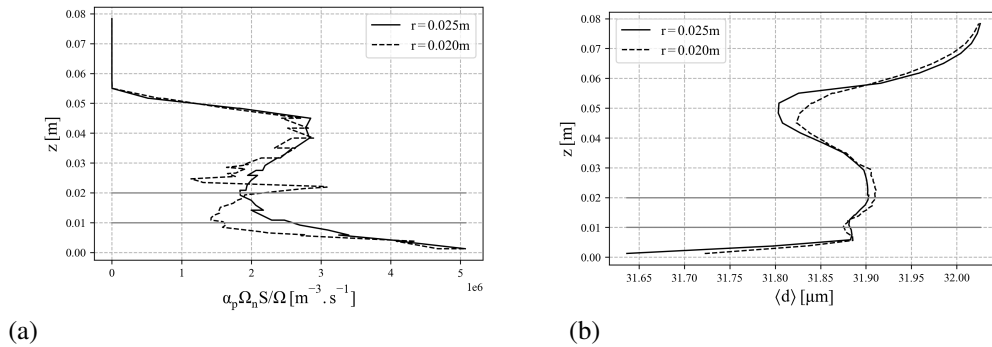 0.08
0.07
0.06
0.05
0.04
0.03
0.02
0.01
0.00
z [m]
r = 0.025m
r = 0.020m
0 1 2 3 4 5
1e6
α_pΩ_nS/Ω [m⁻³.s⁻¹]
(a)
0.08
0.07
0.06
0.05
0.04
0.03
0.02
0.01
0.00
z [m]
r = 0.025m
r = 0.020m
31.65 31.70 31.75 31.80 31.85 31.90 31.95 32.00
⟨d⟩ [μm]
(b)